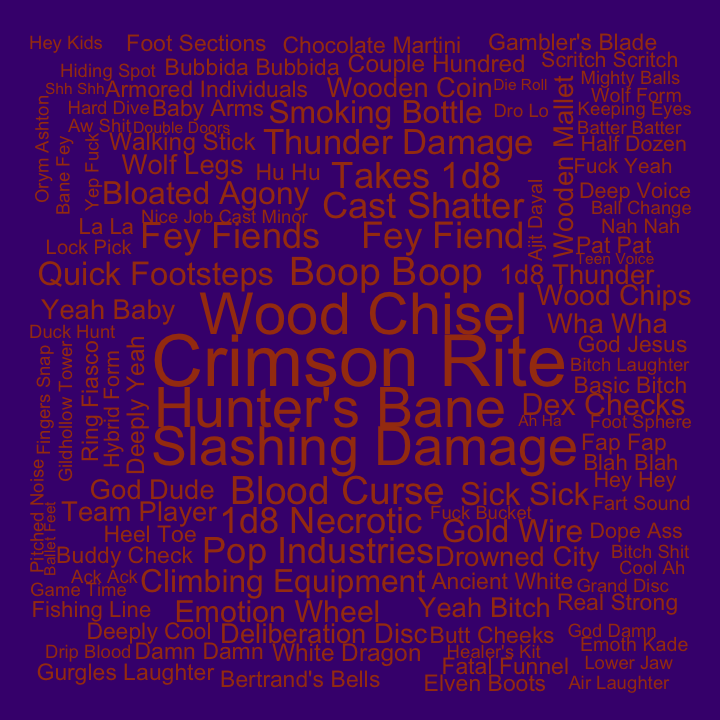 Hey Kids
Foot Sections
Chocolate Martini
Gambler's Blade
Hiding Spot
Bubbida Bubbida
Couple Hundred
Scritch Scritch
Shh Shh
Armored Individuals
Wooden Coin
Die Roll
Mighty Balls
Wolf Form
Hard Dive
Baby Arms
Smoking Bottle
Dro Lo
Keeping Eyes
Orym Ashton
Aw Shit
Double Doors
Wooden Mallet
Batter Batter
Bane Fey
Yep Fuck
Walking Stick
Thunder Damage
Half Dozen
Wolf Legs
Hu Hu
Takes 1d8
Fuck Yeah
Bloated Agony
Cast Shatter
Ajit Dayal
Deep Voice
Nice Job
Cast Minor
Ball Change
La La
Fey Fiends
Fey Fiend
Nah Nah
Lock Pick
Pat Pat
Teen Voice
Quick Footsteps
Boop Boop
1d8 Thunder
Yeah Baby
Wood Chisel
Wood Chips
Duck Hunt
Wha Wha
Crimson Rite
God Jesus
Fingers Snap
Gildhollow Tower
Ring Fiasco
Hybrid Form
Deeply Yeah
Bitch Laughter
Basic Bitch
Hunter's Bane
Dex Checks
Ah Ha
Foot Sphere
Slashing Damage
Fap Fap
Blah Blah
Pitched Noise
God Dude
Blood Curse
Sick Sick
Hey Hey
Fart Sound
Ballet Feet
Team Player
1d8 Necrotic
Fuck Bucket
Heel Toe
Gold Wire
Dope Ass
Buddy Check
Pop Industries
Drowned City
Bitch Shit
Cool Ah
Ack Ack
Climbing Equipment
Ancient White
Grand Disc
Game Time
Fishing Line
Emotion Wheel
Yeah Bitch
Real Strong
Deeply Cool
Deliberation Disc
Butt Cheeks
God Damn
Emoth Kade
Drip Blood
Damn Damn
White Dragon
Healer's Kit
Fatal Funnel
Lower Jaw
Gurgles Laughter
Bertrand's Bells
Elven Boots
Air Laughter